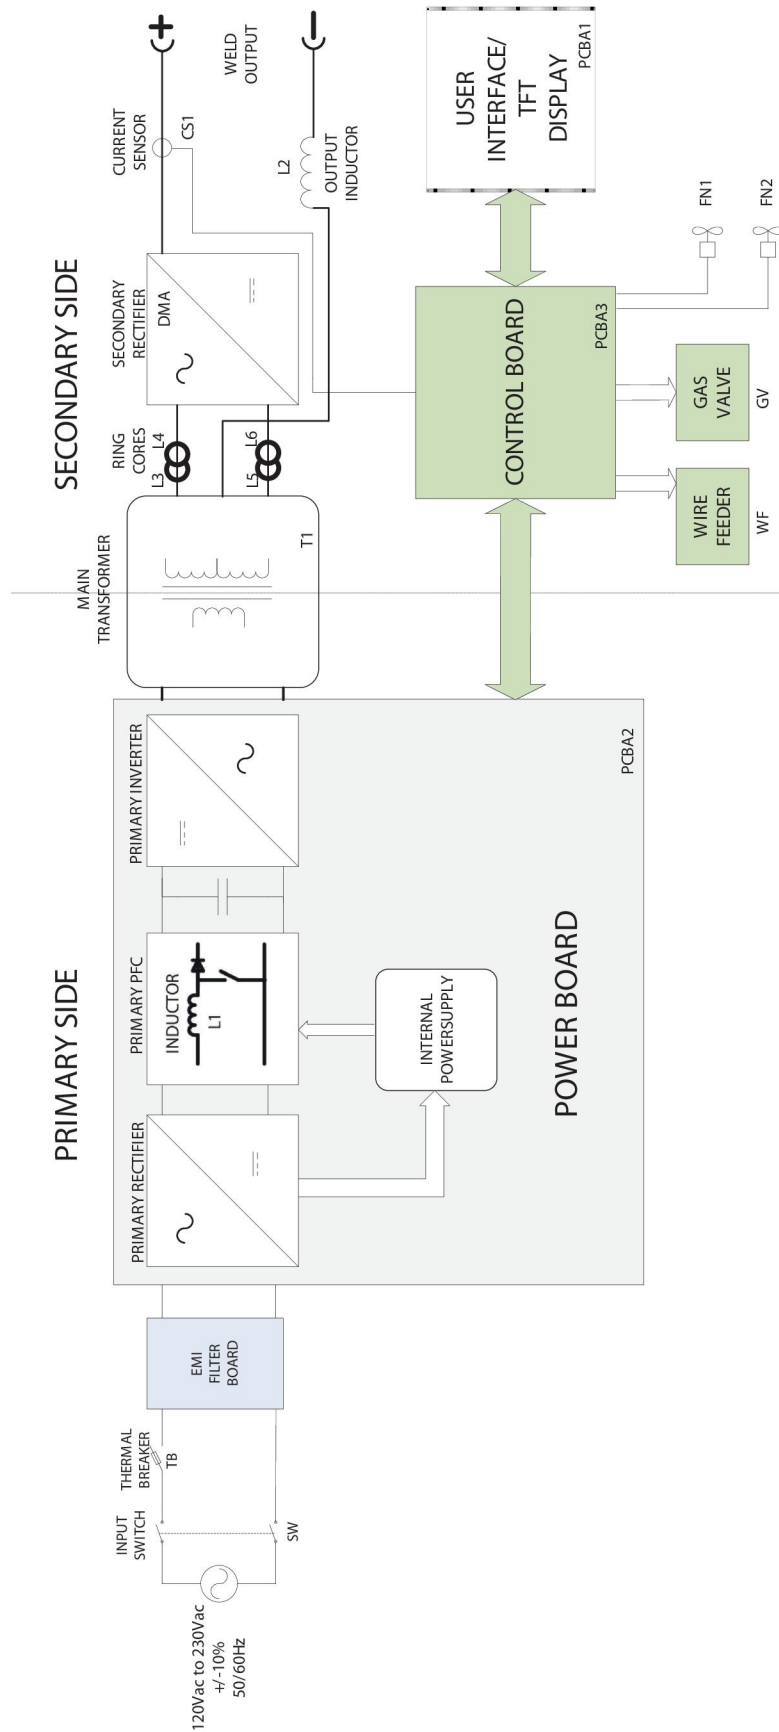 PRIMARY SIDE
SECONDARY SIDE
120Vac to 230Vac
+/-10%
50/60Hz
INPUT
SWITCH
SW
THERMAL
BREAKER
TB
EMI
FILTER
BOARD
PRIMARY RECTIFIER
PRIMARY PFC
INDUCTOR
L1
PRIMARY INVERTER
INTERNAL
POWERSUPPLY
POWER BOARD
PCBA2
MAIN
TRANSFORMER
T1
RING
CORES
L3
L4
L5
L6
SECONDARY
RECTIFIER
DMA
CURRENT
SENSOR
CS1
+
WELD
OUTPUT
–
L2
OUTPUT
INDUCTOR
CONTROL BOARD
PCBA3
USER
INTERFACE/
TFT
DISPLAY
PCBA1
WIRE
FEEDER
WF
GAS
VALVE
GV
FN1
FN2